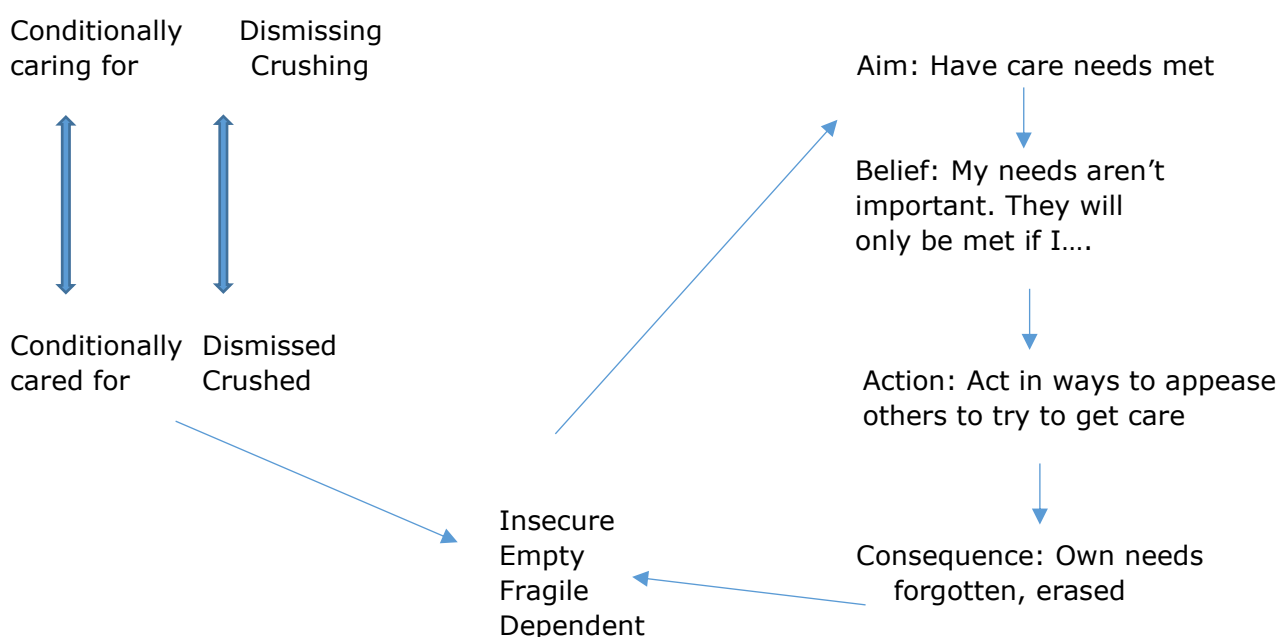 Conditionally caring for
Dismissing
Crushing
Conditionally cared for
Dismissed
Crushed
Insecure
Empty
Fragile
Dependent
Aim: Have care needs met
Belief: My needs aren’t
important. They will
only be met if I….
Action: Act in ways to appease
others to try to get care
Consequence: Own needs
forgotten, erased